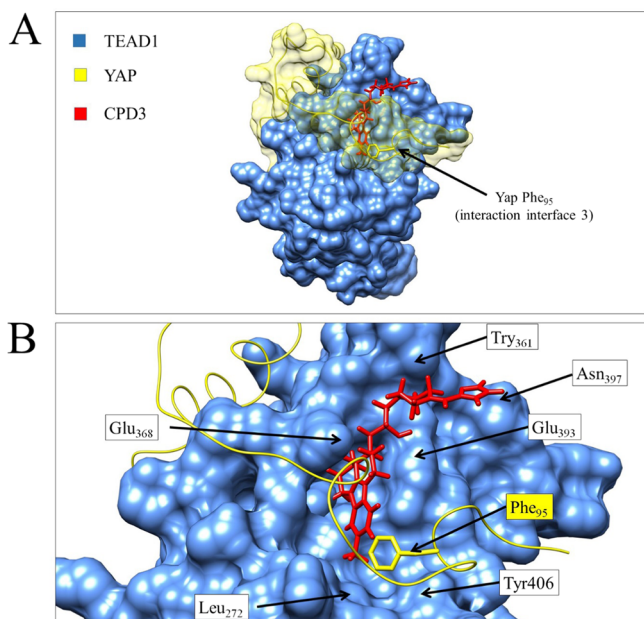 A
TEAD1
YAP
CPD3
Yap Phe95
(interaction interface 3)
B
Try361
Asn397
Glu368
Glu393
Phe95
Tyr406
Leu272